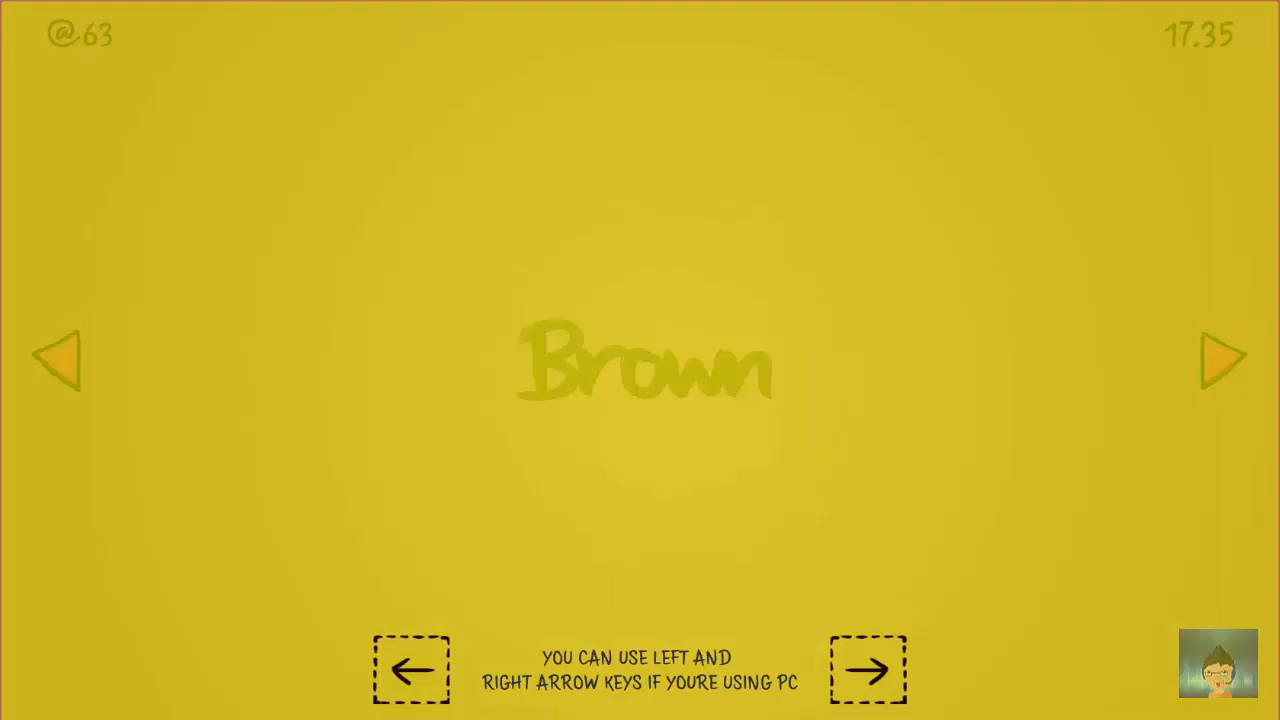 @63
17.35
Brown
YOU CAN USE LEFT AND
RIGHT ARROW KEYS IF YOURE USING PC